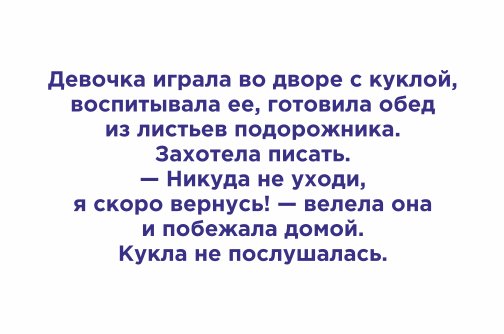 Девочка играла во дворе с куклой,
воспитывала ее, готовила обед
из листьев подорожника.
Захотела писать.
— Никуда не уходи,
я скоро вернусь! — велела она
и побежала домой.
Кукла не послушалась.